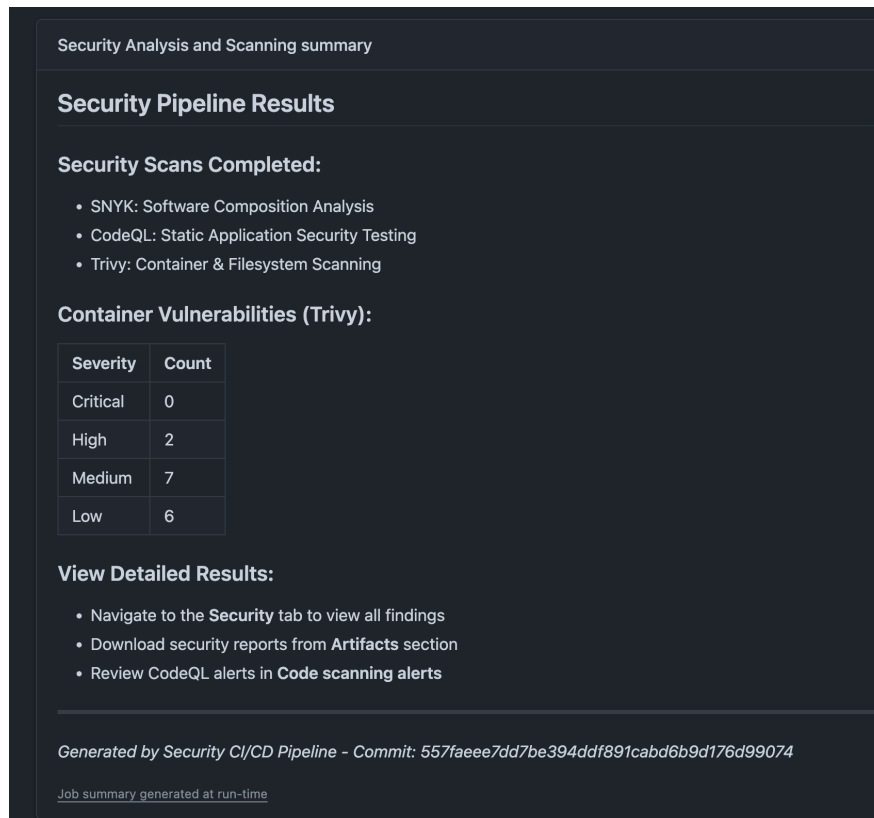 Security Analysis and Scanning summary
Security Pipeline Results
Security Scans Completed:
• SNYK: Software Composition Analysis
• CodeQL: Static Application Security Testing
• Trivy: Container & Filesystem Scanning
Container Vulnerabilities (Trivy):
Severity Count
Critical 0
High 2
Medium 7
Low 6
View Detailed Results:
• Navigate to the Security tab to view all findings
• Download security reports from Artifacts section
• Review CodeQL alerts in Code scanning alerts
Generated by Security CI/CD Pipeline - Commit: 557faeee7dd7be394ddf891cabd6b9d176d99074
Job summary generated at run-time